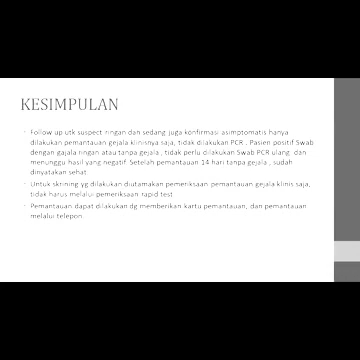 KESIMPULAN
Follow up utk suspect ringan dan sedang juga konfirmasi asimptomatis hanya
dilakukan pemantauan gejala klinisnya saja, tidak dilakukan PCR . Pasien positif Swab
dengan gajala ringan atau tanpa gejala , tidak perlu dilakukan Swab PCR ulang dan
menunggu hasil yang negatif. Setelah pemantauan 14 hari tanpa gejala , sudah
dinyatakan sehat
Untuk skrining yg dilakukan diutamakan pemeriksaan pemantauan gejala klinis saja,
tidak harus melalui pemeriksaan rapid test.
Pemantauan dapat dilakukan dg memberikan kartu pemantauan, dan pemantauan
melalui telepon.